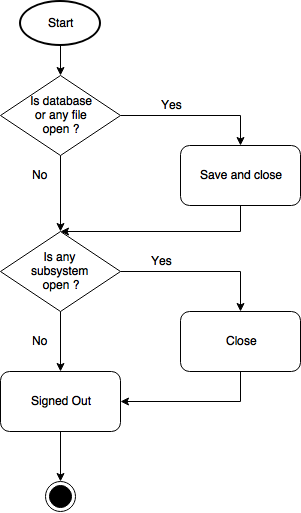 Start
Is database
or any file
open ?
Yes
No
Save and close
Is any
subsystem
open ?
Yes
No
Close
Signed Out